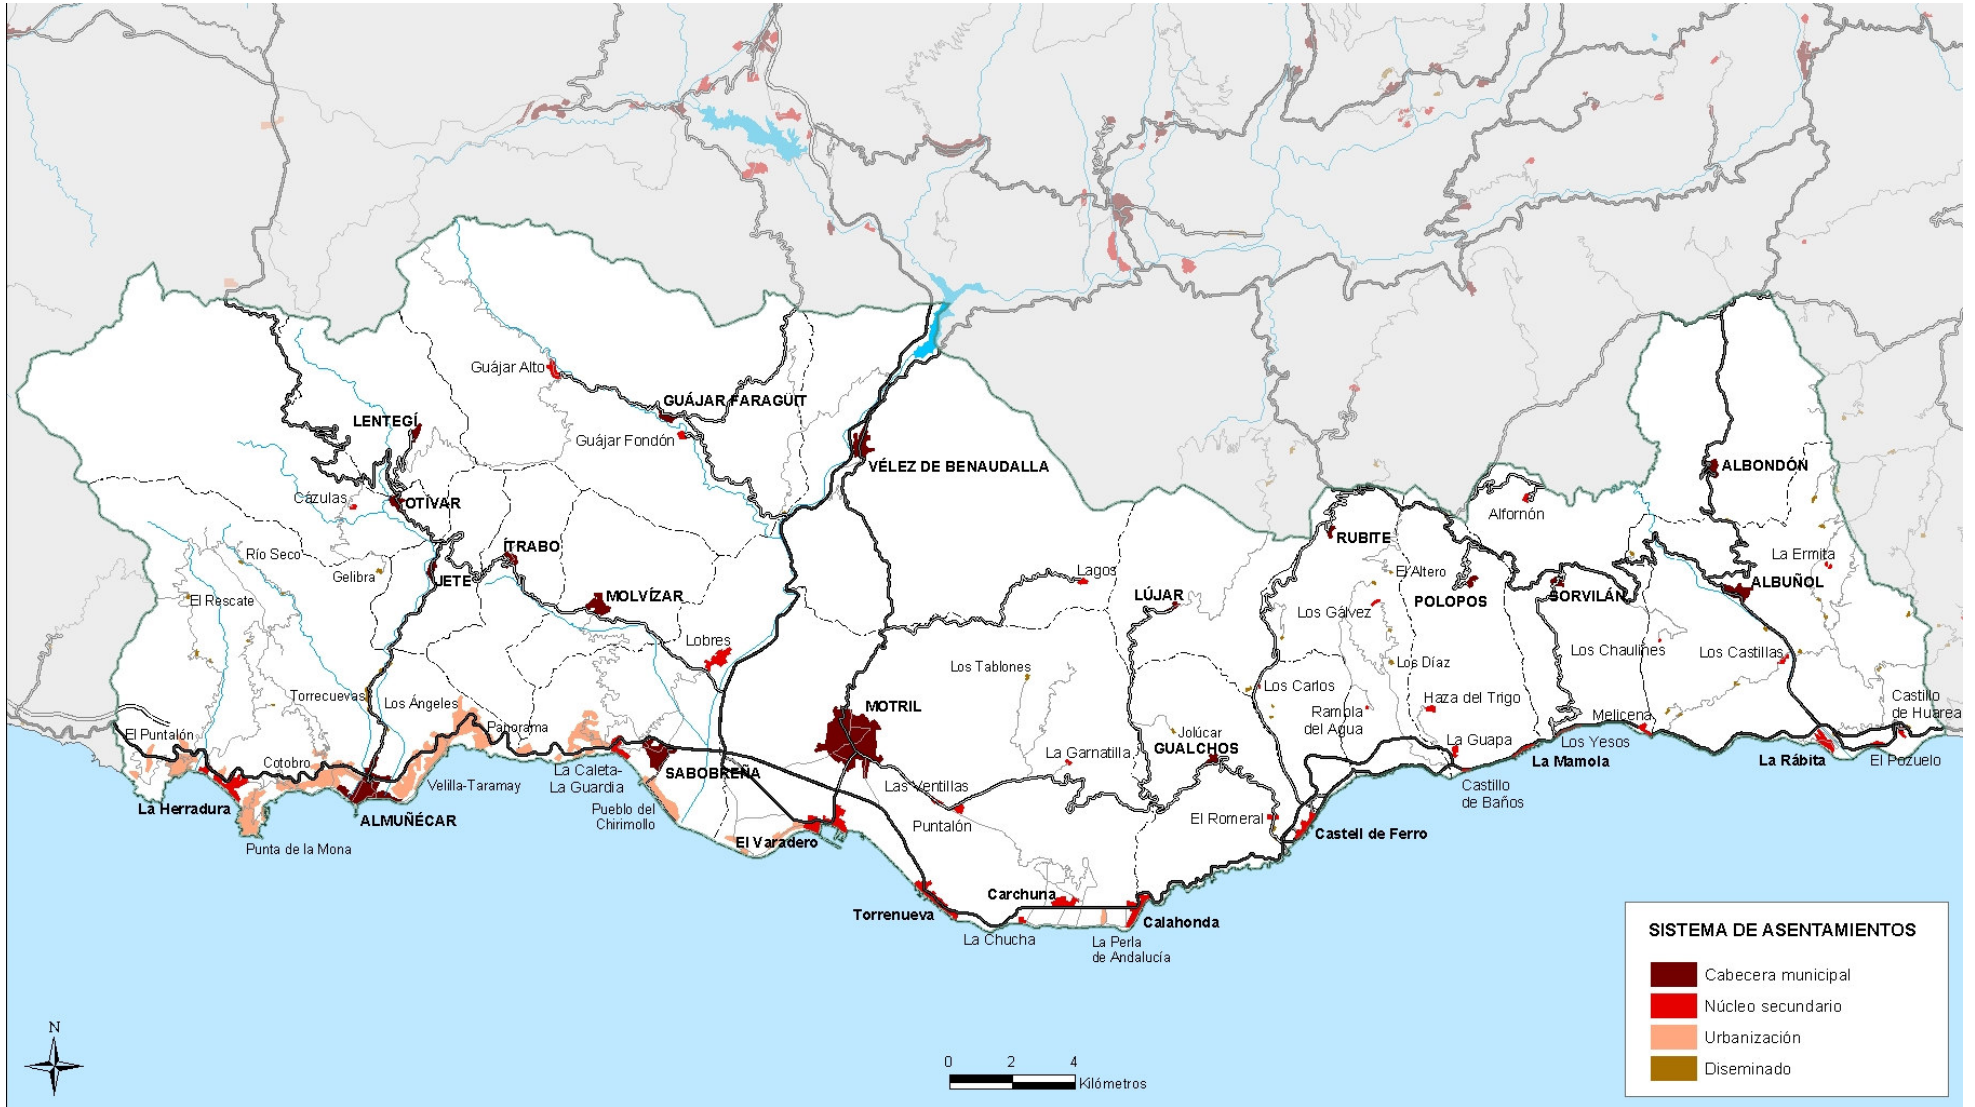 Guájar Alto
GUÁJAR FARAGÜIT
LENTEGÍ
Guájar Fondón
VÉLEZ DE BENAUDALLA
ALBONDÓN
Cázulas
OTÍVAR
Alfornón
RUBITE
ÍTRABO
Río Seco
La Ermita
Gelibra
JETE
Lagos
El Altero
ALBUÑOL
El Rescate
MOLVÍZAR
LÚJAR
POLOPOS
SORVILÁN
Los Gálvez
Lobres
Los Chaulines
Los Castillas
Los Tablones
Los Díaz
Torrecuevas
Los Ángeles
Los Carlos
Haza del Trigo
Castillo
de Huarea
MOTRIL
Rambla
del Agua
Melicena
El Puntalón
Panorama
Jolúcar
GUALCHOS
La Guapa
Los Yesos
La Garnatilla
La Mamola
La Rábita
El Pozuelo
Cotobro
La Caleta-
La Guardia
SABOBREÑA
Velilla-Taramay
Las Ventillas
Castillo
de Baños
La Herradura
ALMUÑÉCAR
Pueblo del
Chirimollo
Puntalón
El Romeral
Castell de Ferro
Punta de la Mona
El Varadero
Carchuna
Torrenueva
Calahonda
La Chucha
La Perla
de Andalucía
SISTEMA DE ASENTAMIENTOS
Cabecera municipal
Núcleo secundario
Urbanización
Diseminado
N
0 2 4
Kilómetros